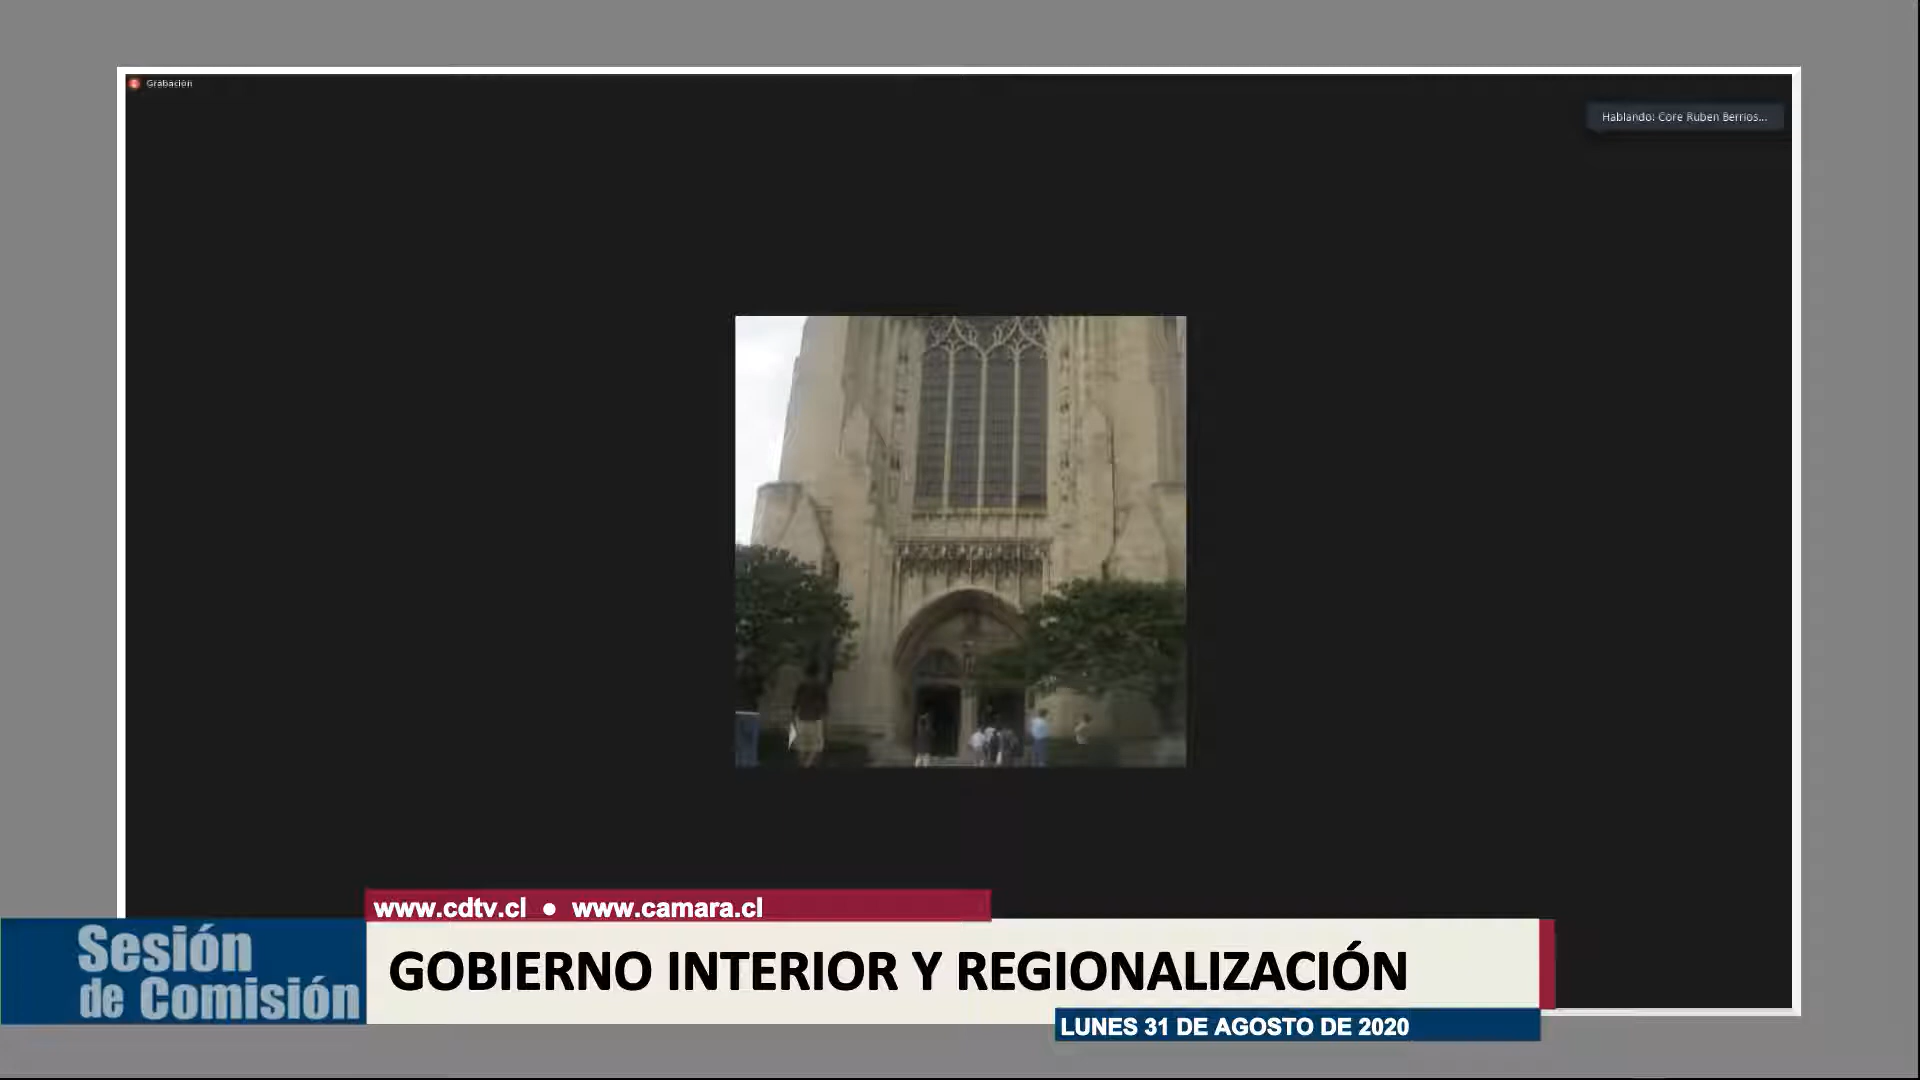 Grabación
Hablando: Core Ruben Berrios...
www.cdtv.cl ● www.camara.cl
Sesión
de Comisión
GOBIERNO INTERIOR Y REGIONALIZACIÓN
LUNES 31 DE AGOSTO DE 2020